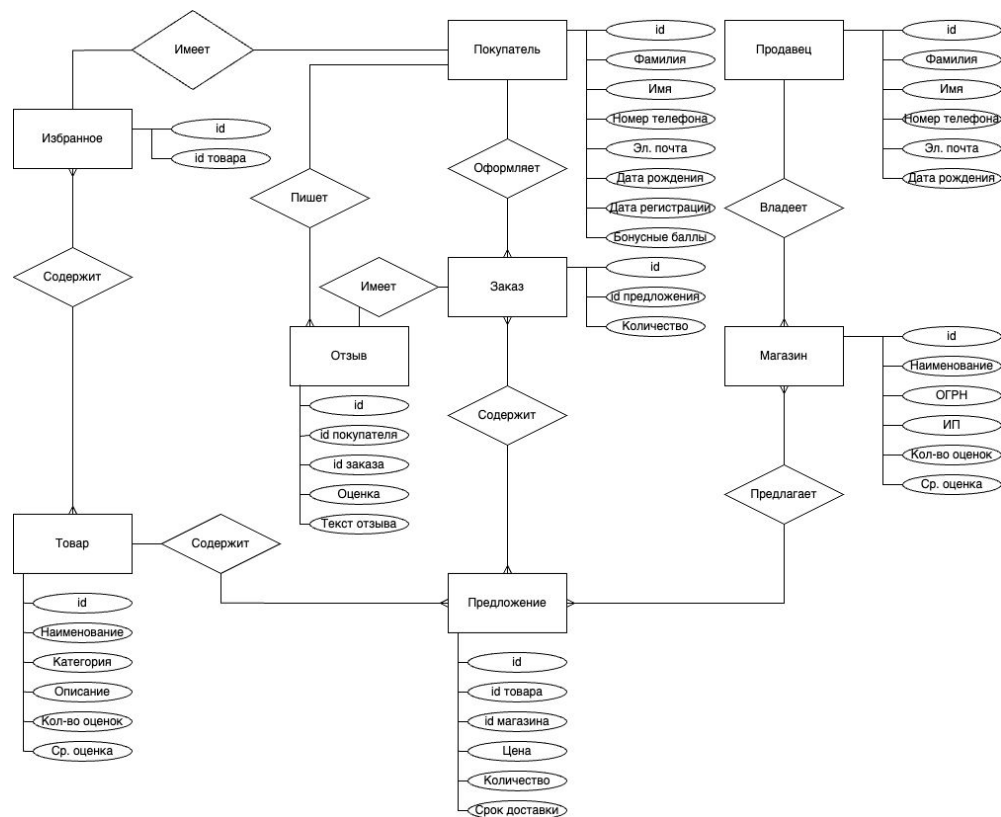 Имеет
Покупатель
id
Фамилия
Имя
Номер телефона
Эл. почта
Дата рождения
Дата регистрации
Бонусные баллы
Продавец
id
Фамилия
Имя
Номер телефона
Эл. почта
Дата рождения
Избранное
id
id товара
Пишет
Оформляет
Владеет
Содержит
Имеет
Заказ
id
id предложения
Количество
Отзыв
id
id покупателя
id заказа
Оценка
Текст отзыва
Содержит
Магазин
id
Наименование
ОГРН
ИП
Кол-во оценок
Ср. оценка
Предлагает
Товар
id
Наименование
Категория
Описание
Кол-во оценок
Ср. оценка
Содержит
Предложение
id
id товара
id магазина
Цена
Количество
Срок доставки